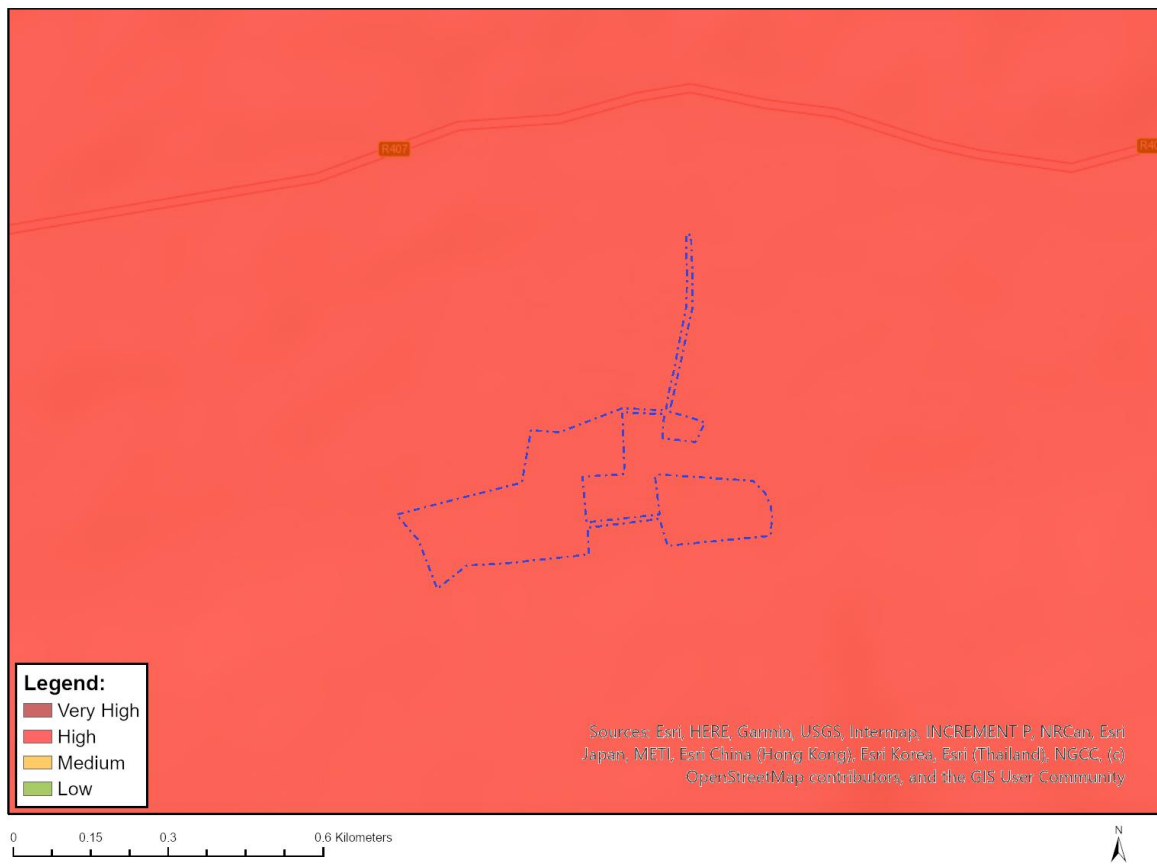 R407
R40
Legend:
Very High
High
Medium
Low
Sources: Esri, HERE, Garmin, USGS, Intermap, INCREMENT P, NRCan, Esri
Japan, METI, Esri China (Hong Kong), Esri Korea, Esri (Thailand), NGCC, (c)
OpenStreetMap contributors, and the GIS User Community
0 0.15 0.3 0.6 Kilometers
N